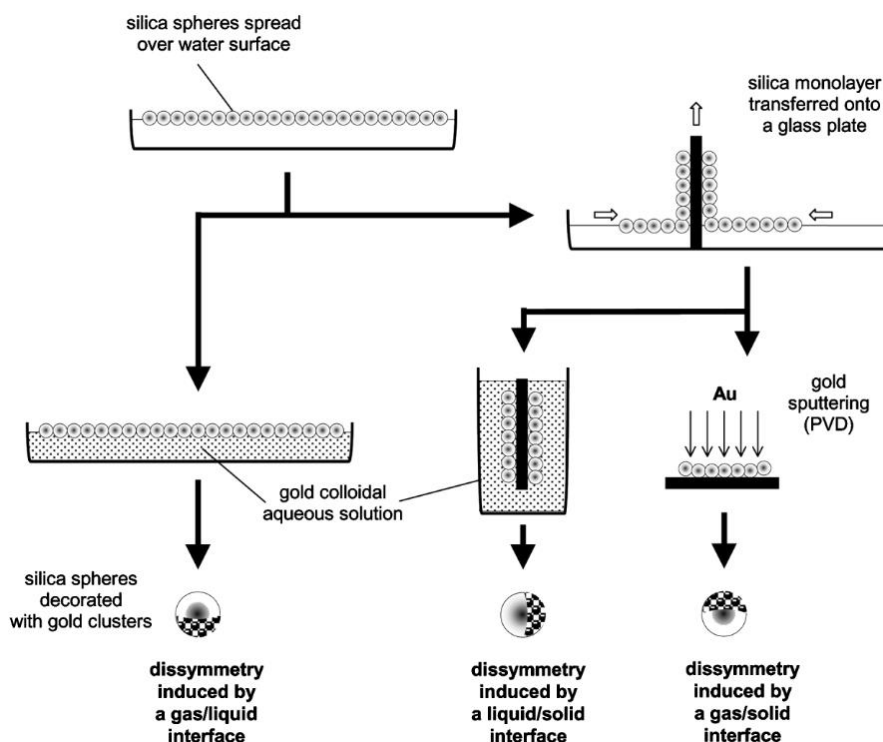 silica spheres spread
over water surface
silica monolayer
transferred onto
a glass plate
Au
gold
sputtering
(PVD)
gold colloidal
aqueous solution
silica spheres
decorated
with gold clusters
dissymmetry
induced by
a gas/liquid
interface
dissymmetry
induced by
a liquid/solid
interface
dissymmetry
induced by
a gas/solid
interface